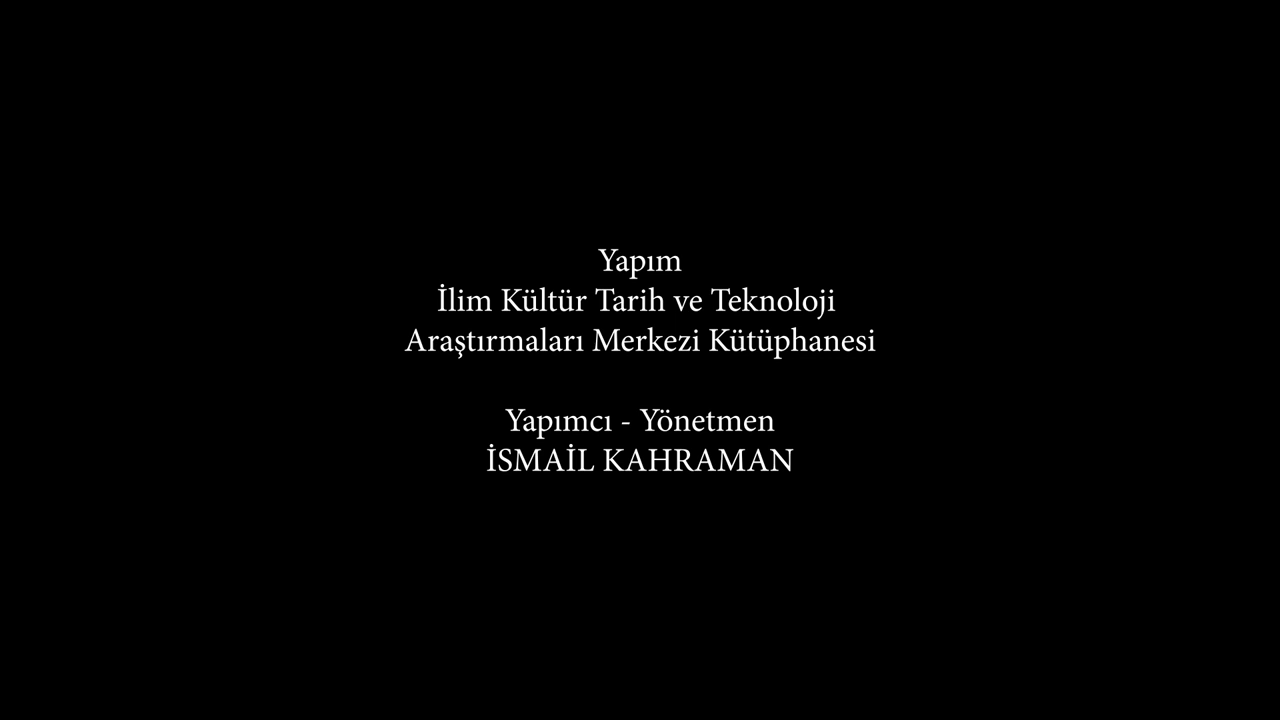 Yapım
İlim Kültür Tarih ve Teknoloji
Araştırmaları Merkezi Kütüphanesi
Yapımcı - Yönetmen
İSMAİL KAHRAMAN